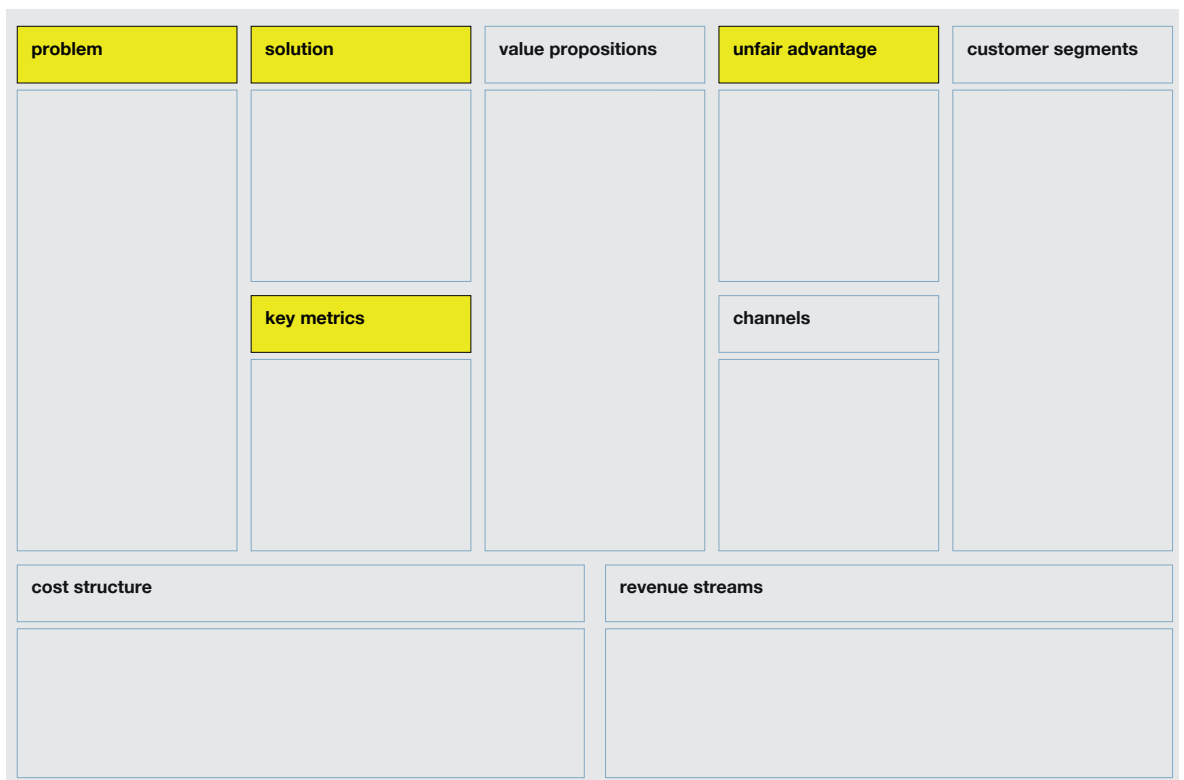 problem
solution
value propositions
unfair advantage
customer segments
key metrics
channels
cost structure
revenue streams